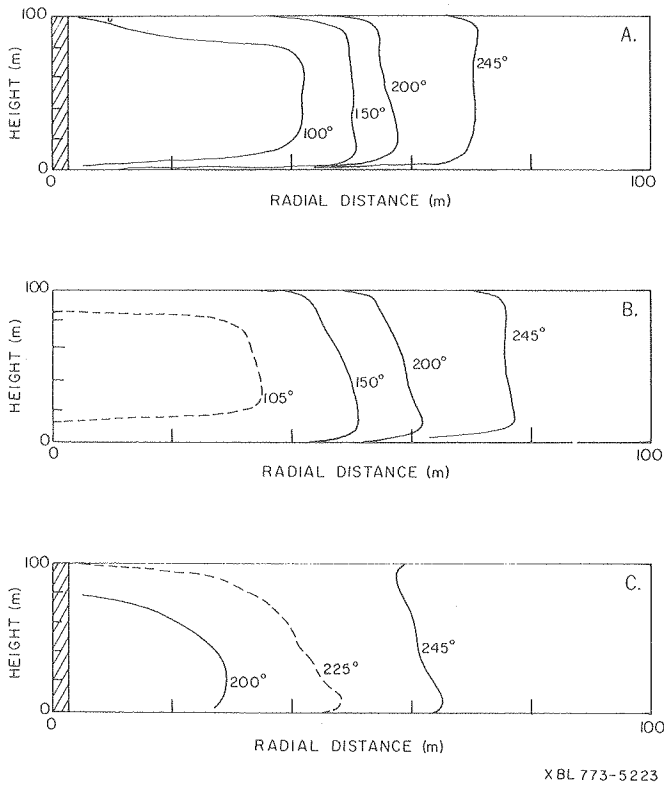 100
A.
245°
200°
150°
100°
HEIGHT (m)
0
0
100
RADIAL DISTANCE (m)
100
B.
245°
200°
150°
105°
HEIGHT (m)
0
0
100
RADIAL DISTANCE (m)
100
C.
245°
225°
200°
HEIGHT (m)
0
0
100
RADIAL DISTANCE (m)
XBL 773-5223